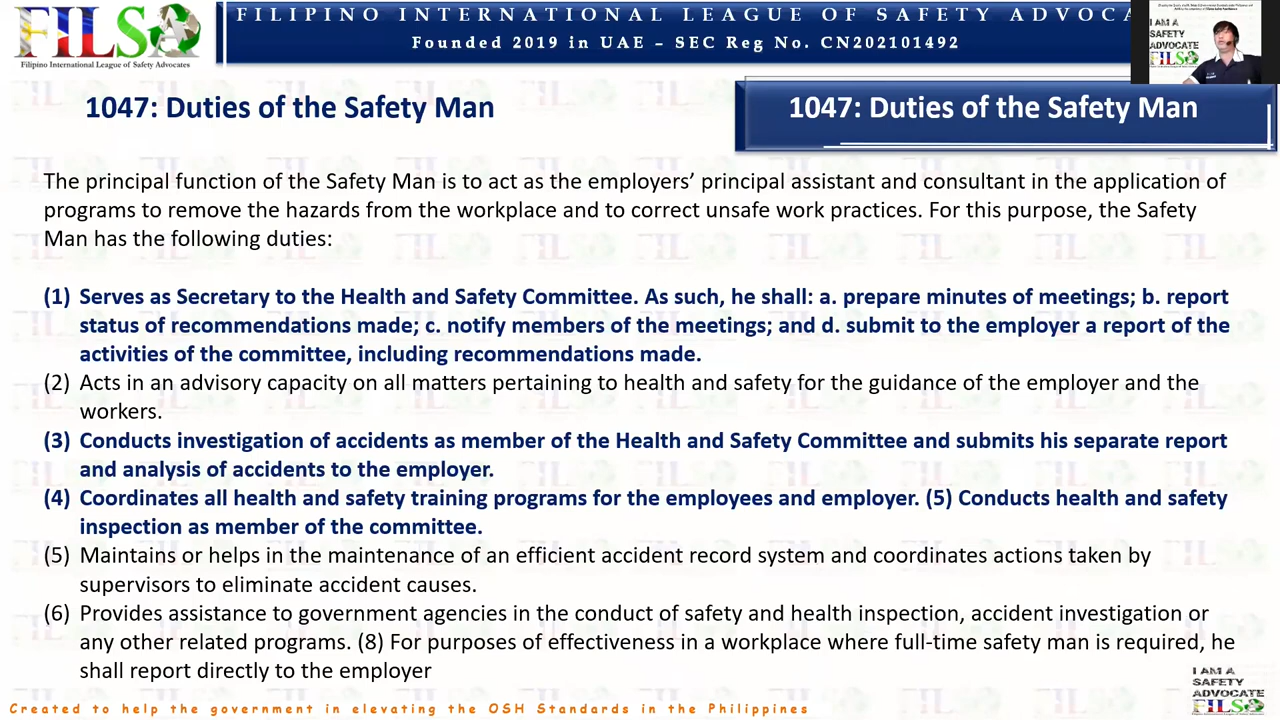 FILSA
Filipino International League of Safety Advocates
FILIPINO INTERNATIONAL LEAGUE OF SAFETY ADVOCA
Founded 2019 in UAE – SEC Reg No. CN202101492
I AM A
SAFETY
ADVOCATE
FILSA
1047: Duties of the Safety Man
1047: Duties of the Safety Man
The principal function of the Safety Man is to act as the employers’ principal assistant and consultant in the application of
programs to remove the hazards from the workplace and to correct unsafe work practices. For this purpose, the Safety
Man has the following duties:
(1) Serves as Secretary to the Health and Safety Committee. As such, he shall: a. prepare minutes of meetings; b. report
status of recommendations made; c. notify members of the meetings; and d. submit to the employer a report of the
activities of the committee, including recommendations made.
(2) Acts in an advisory capacity on all matters pertaining to health and safety for the guidance of the employer and the
workers.
(3) Conducts investigation of accidents as member of the Health and Safety Committee and submits his separate report
and analysis of accidents to the employer.
(4) Coordinates all health and safety training programs for the employees and employer. (5) Conducts health and safety
inspection as member of the committee.
(5) Maintains or helps in the maintenance of an efficient accident record system and coordinates actions taken by
supervisors to eliminate accident causes.
(6) Provides assistance to government agencies in the conduct of safety and health inspection, accident investigation or
any other related programs. (8) For purposes of effectiveness in a workplace where full-time safety man is required, he
shall report directly to the employer
I AM A
SAFETY
ADVOCATE
FILSA
Created to help the government in elevating the OSH Standards in the Philippines